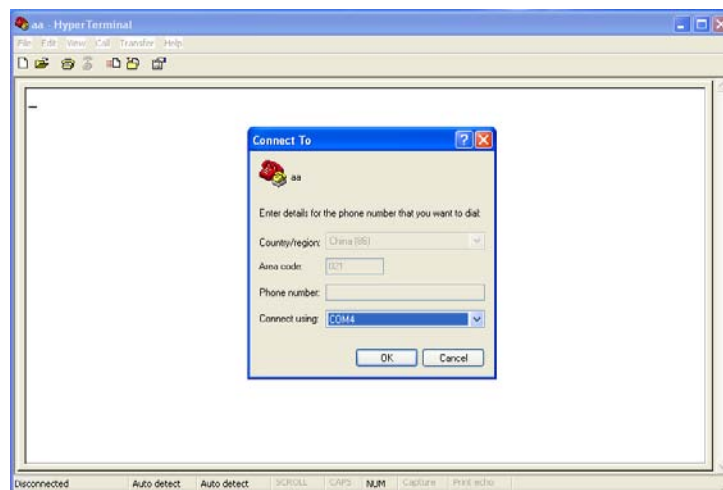 aa - HyperTerminal
File Edit View Call Transfer Help
Connect To
aa
Enter details for the phone number that you want to dial:
Country/region: China (86)
Area code: 021
Phone number:
Connect using: COM4
OK Cancel
Disconnected Auto detect Auto detect SCROLL CAPS NUM Capture Print echo